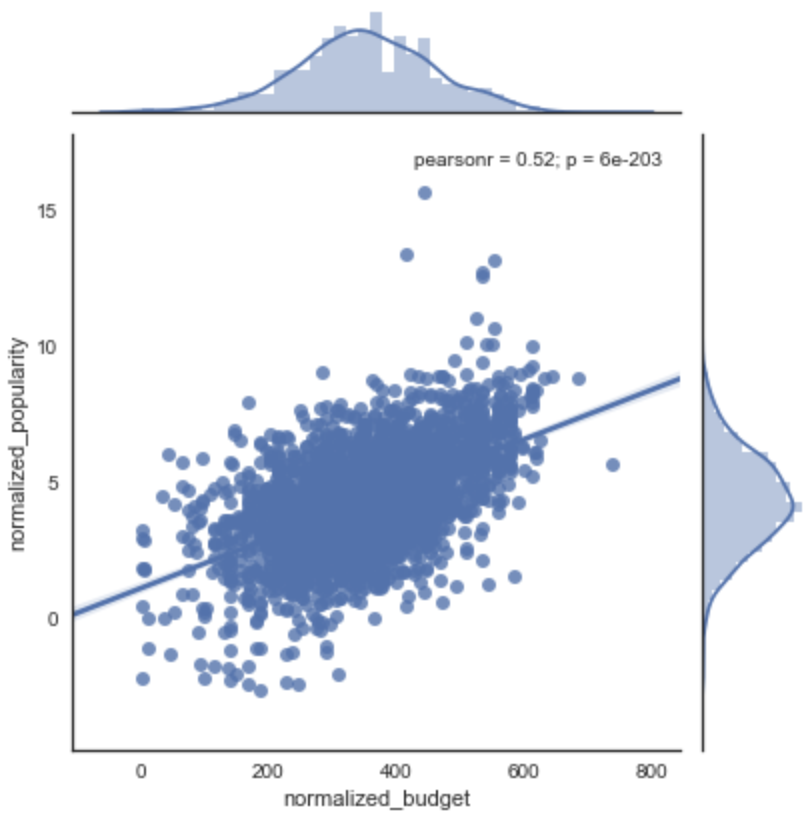 pearsonr = 0.52; p = 6e-203
15
10
5
0
normalized_popularity
0 200 400 600 800
normalized_budget